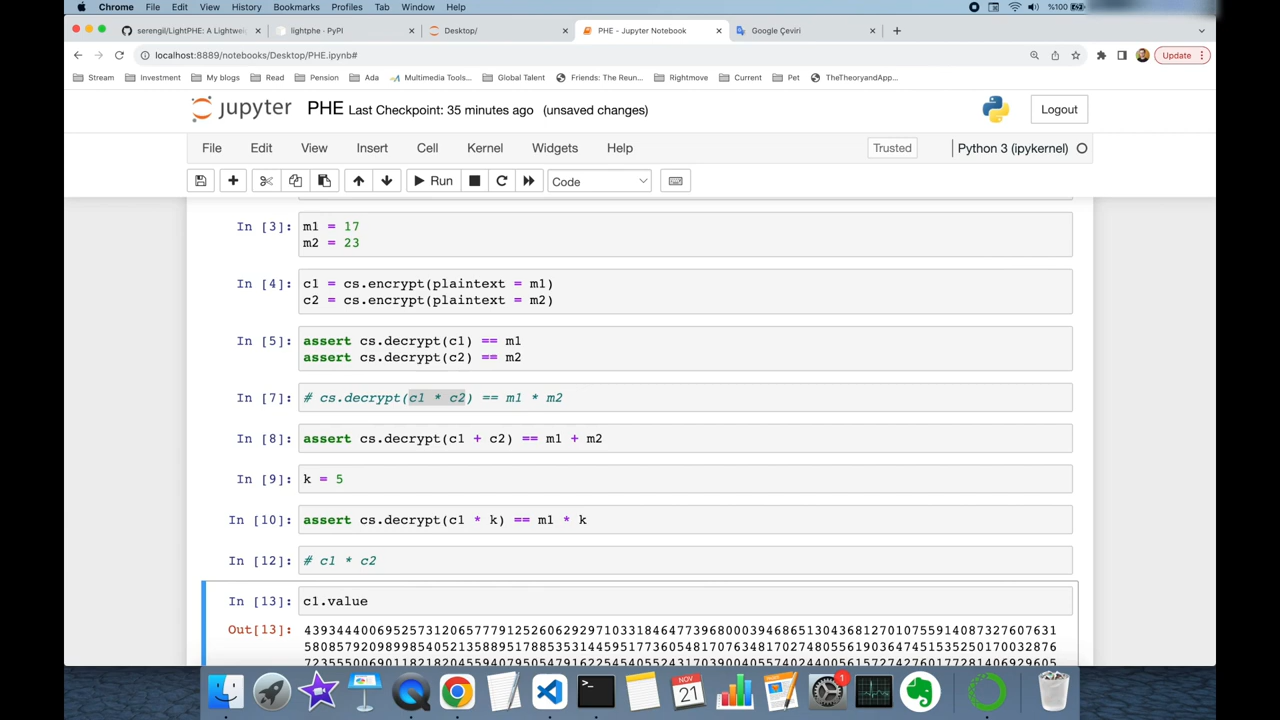 Chrome File Edit View History Bookmarks Profiles Tab Window Help %100
serengil/LightPHE: A Lightwei lightphe · PyPI Desktop/ PHE - Jupyter Notebook Google Çeviri
localhost:8889/notebooks/Desktop/PHE.ipynb# Update
Stream Investment My blogs Read Pension Ada Multimedia Tools... Global Talent Friends: The Reun... Rightmove Current Pet TheTheoryandApp...
jupyter PHE Last Checkpoint: 35 minutes ago (unsaved changes) Logout
File Edit View Insert Cell Kernel Widgets Help Trusted Python 3 (ipykernel)
Run Code
In [3]: m1 = 17
m2 = 23
In [4]: c1 = cs.encrypt(plaintext = m1)
c2 = cs.encrypt(plaintext = m2)
In [5]: assert cs.decrypt(c1) == m1
assert cs.decrypt(c2) == m2
In [7]: # cs.decrypt(c1 * c2) == m1 * m2
In [8]: assert cs.decrypt(c1 + c2) == m1 + m2
In [9]: k = 5
In [10]: assert cs.decrypt(c1 * k) == m1 * k
In [12]: # c1 * c2
In [13]: c1.value
Out[13]:
NOV
21
1